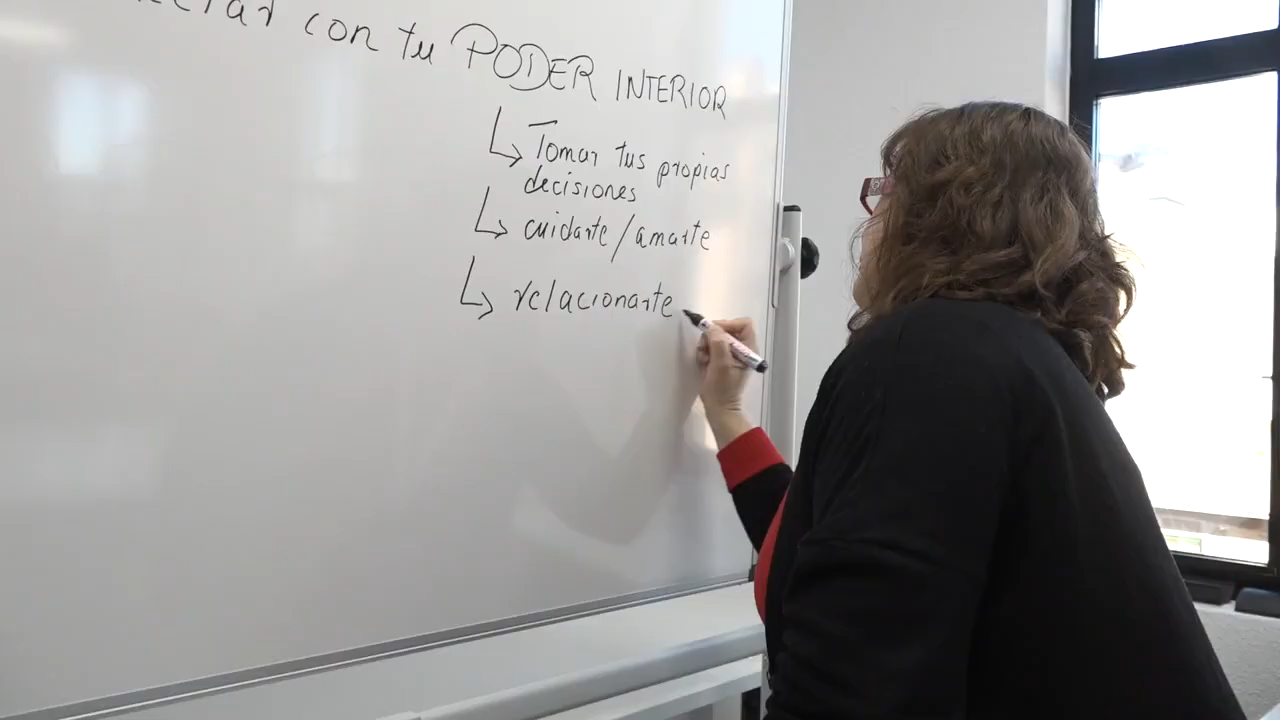 con tu PODER INTERIOR
Tomar tus propias
decisiones
cuidarte / amarte
relacionarte